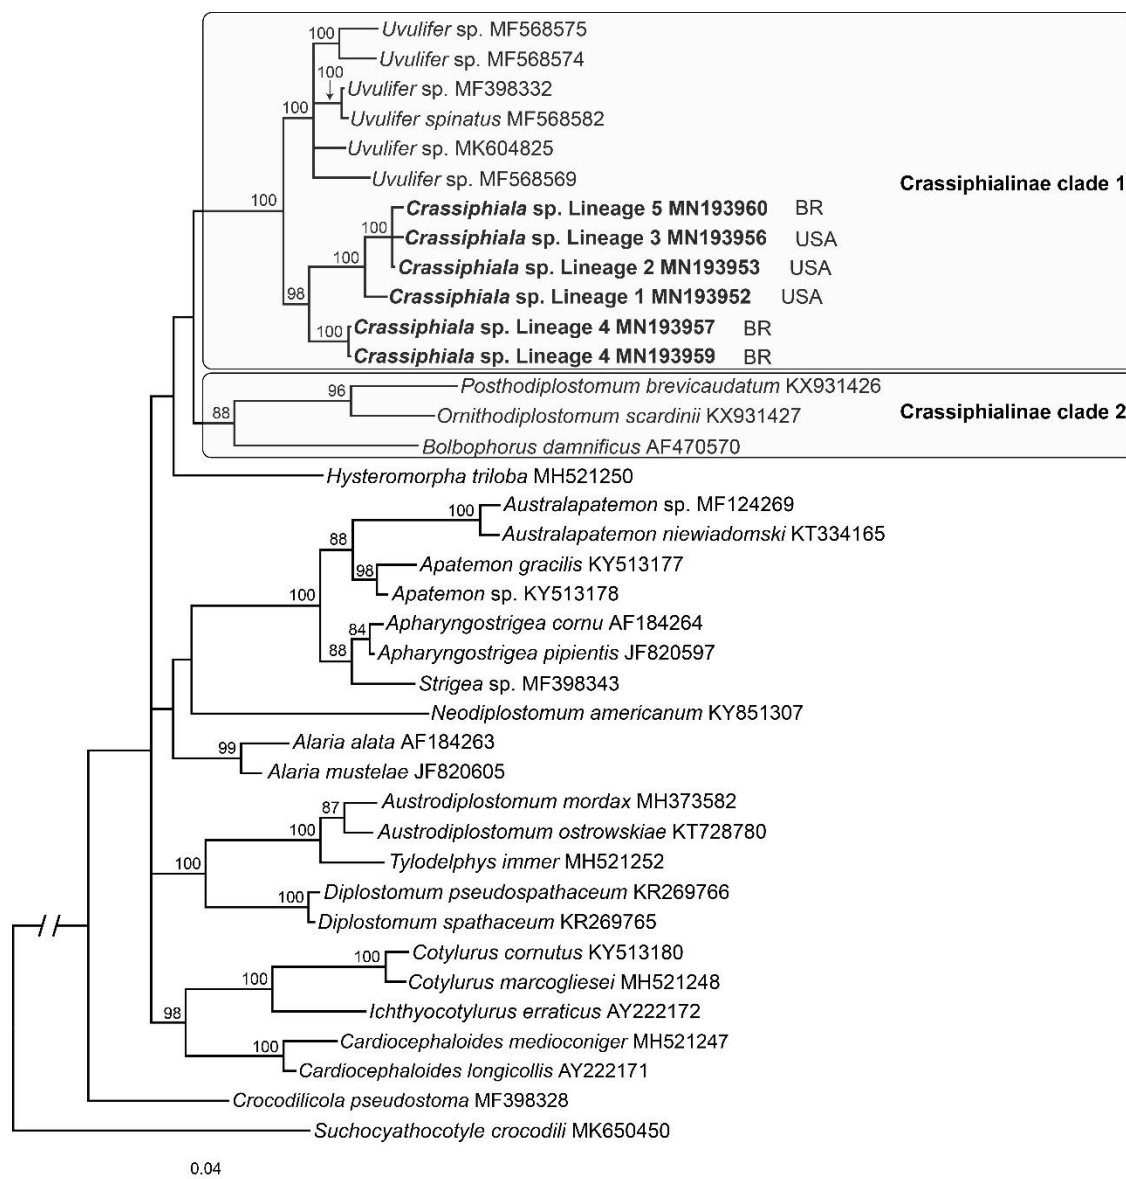 100
Uvulifer sp. MF568575
Uvulifer sp. MF568574
100
Uvulifer sp. MF398332
100
Uvulifer spinatus MF568582
Uvulifer sp. MK604825
Uvulifer sp. MF568569
Crassiphialinae clade 1
100
Crassiphiala sp. Lineage 5 MN193960 BR
100
Crassiphiala sp. Lineage 3 MN193956 USA
100
Crassiphiala sp. Lineage 2 MN193953 USA
98
Crassiphiala sp. Lineage 1 MN193952 USA
100
Crassiphiala sp. Lineage 4 MN193957 BR
Crassiphiala sp. Lineage 4 MN193959 BR
96
Posthodiplostomum brevicaudatum KX931426
88
Ornithodiplostomum scardinii KX931427
Crassiphialinae clade 2
Bolbophorus damnificus AF470570
Hysteromorpha triloba MH521250
100
Australapatemon sp. MF124269
88
Australapatemon niewiadomski KT334165
98
Apatemon gracilis KY513177
100
Apatemon sp. KY513178
84
Apharyngostrigea cornu AF184264
88
Apharyngostrigea pipientis JF820597
Strigea sp. MF398343
Neodiplostomum americanum KY851307
99
Alaria alata AF184263
Alaria mustelae JF820605
87
Austrodiplostomum mordax MH373582
100
Austrodiplostomum ostrowskiae KT728780
100
Tylodelphys immer MH521252
100
Diplostomum pseudospathaceum KR269766
Diplostomum spathaceum KR269765
100
Cotylurus cornutus KY513180
100
Cotylurus marcogliesei MH521248
98
Ichthyocotylurus erraticus AY222172
100
Cardiocephaloides medioconiger MH521247
Cardiocephaloides longicollis AY222171
Crocodilicola pseudostoma MF398328
Suchocyathocotyle crocodili MK650450
0.04